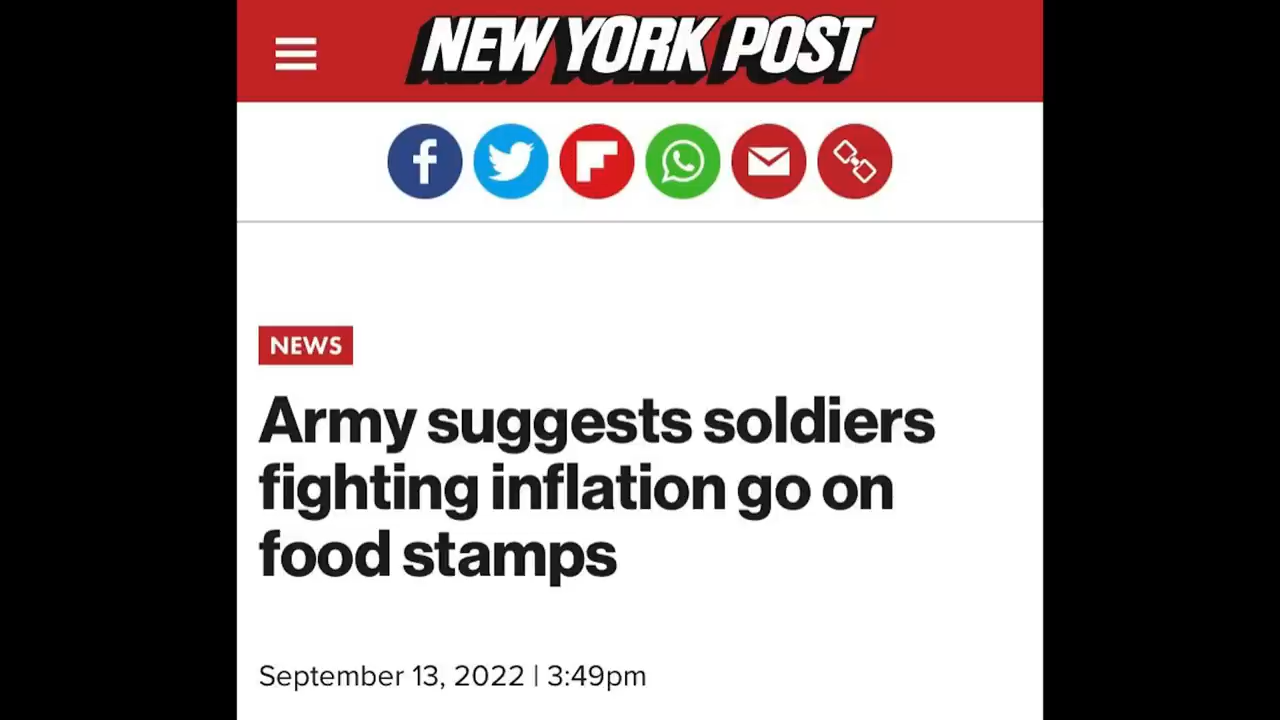 NEW YORK POST
NEWS
Army suggests soldiers
fighting inflation go on
food stamps
September 13, 2022 | 3:49pm